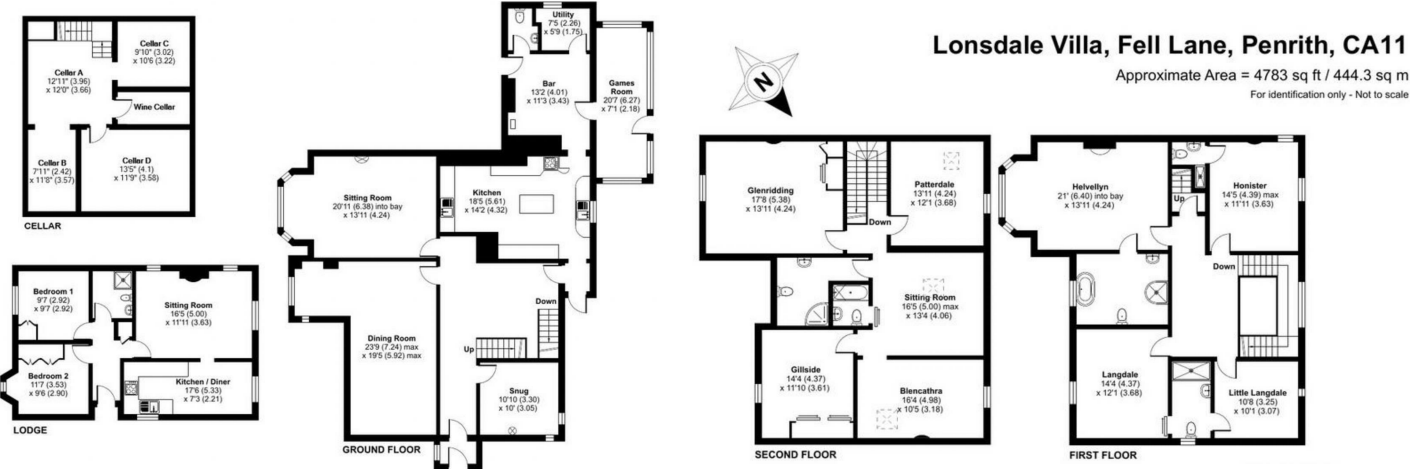 Lonsdale Villa, Fell Lane, Penrith, CA11
Approximate Area = 4783 sq ft / 444.3 sq m
For identification only - Not to scale
N
Cellar A
12'11" (3.96)
x 12'0" (3.66)
Cellar C
9'10" (3.02)
x 10'6 (3.22)
Wine Cellar
Cellar B
7'11" (2.42)
x 11'8" (3.57)
Cellar D
13'5" (4.1)
x 11'9" (3.58)
CELLAR
Bedroom 1
9'7 (2.92)
x 9'7 (2.92)
Sitting Room
16'5 (5.00)
x 11'11 (3.63)
Bedroom 2
11'7 (3.53)
x 9'6 (2.90)
Kitchen / Diner
17'6 (5.33)
x 7'3 (2.21)
LODGE
Utility
7'5 (2.26)
x 5'9 (1.75)
Bar
13'2 (4.01)
x 11'3 (3.43)
Games
Room
20'7 (6.27)
x 7'1 (2.18)
Sitting Room
20'11 (6.38) into bay
x 13'11 (4.24)
Kitchen
18'5 (5.61)
x 14'2 (4.32)
Dining Room
23'9 (7.24) max
x 19'5 (5.92) max
Down
Up
Snug
10'10 (3.30)
x 10' (3.05)
GROUND FLOOR
Glenridding
17'8 (5.38)
x 13'11 (4.24)
Down
Patterdale
13'11 (4.24)
x 12'1 (3.68)
Sitting Room
16'5 (5.00) max
x 13'4 (4.06)
Gillside
14'4 (4.37)
x 11'10 (3.61)
Blencathra
16'4 (4.98)
x 10'5 (3.18)
SECOND FLOOR
Helvellyn
21' (6.40) into bay
x 13'11 (4.24)
Up
Honister
14'5 (4.39) max
x 11'11 (3.63)
Down
Langdale
14'4 (4.37)
x 12'1 (3.68)
Little Langdale
10'8 (3.25)
x 10'1 (3.07)
FIRST FLOOR